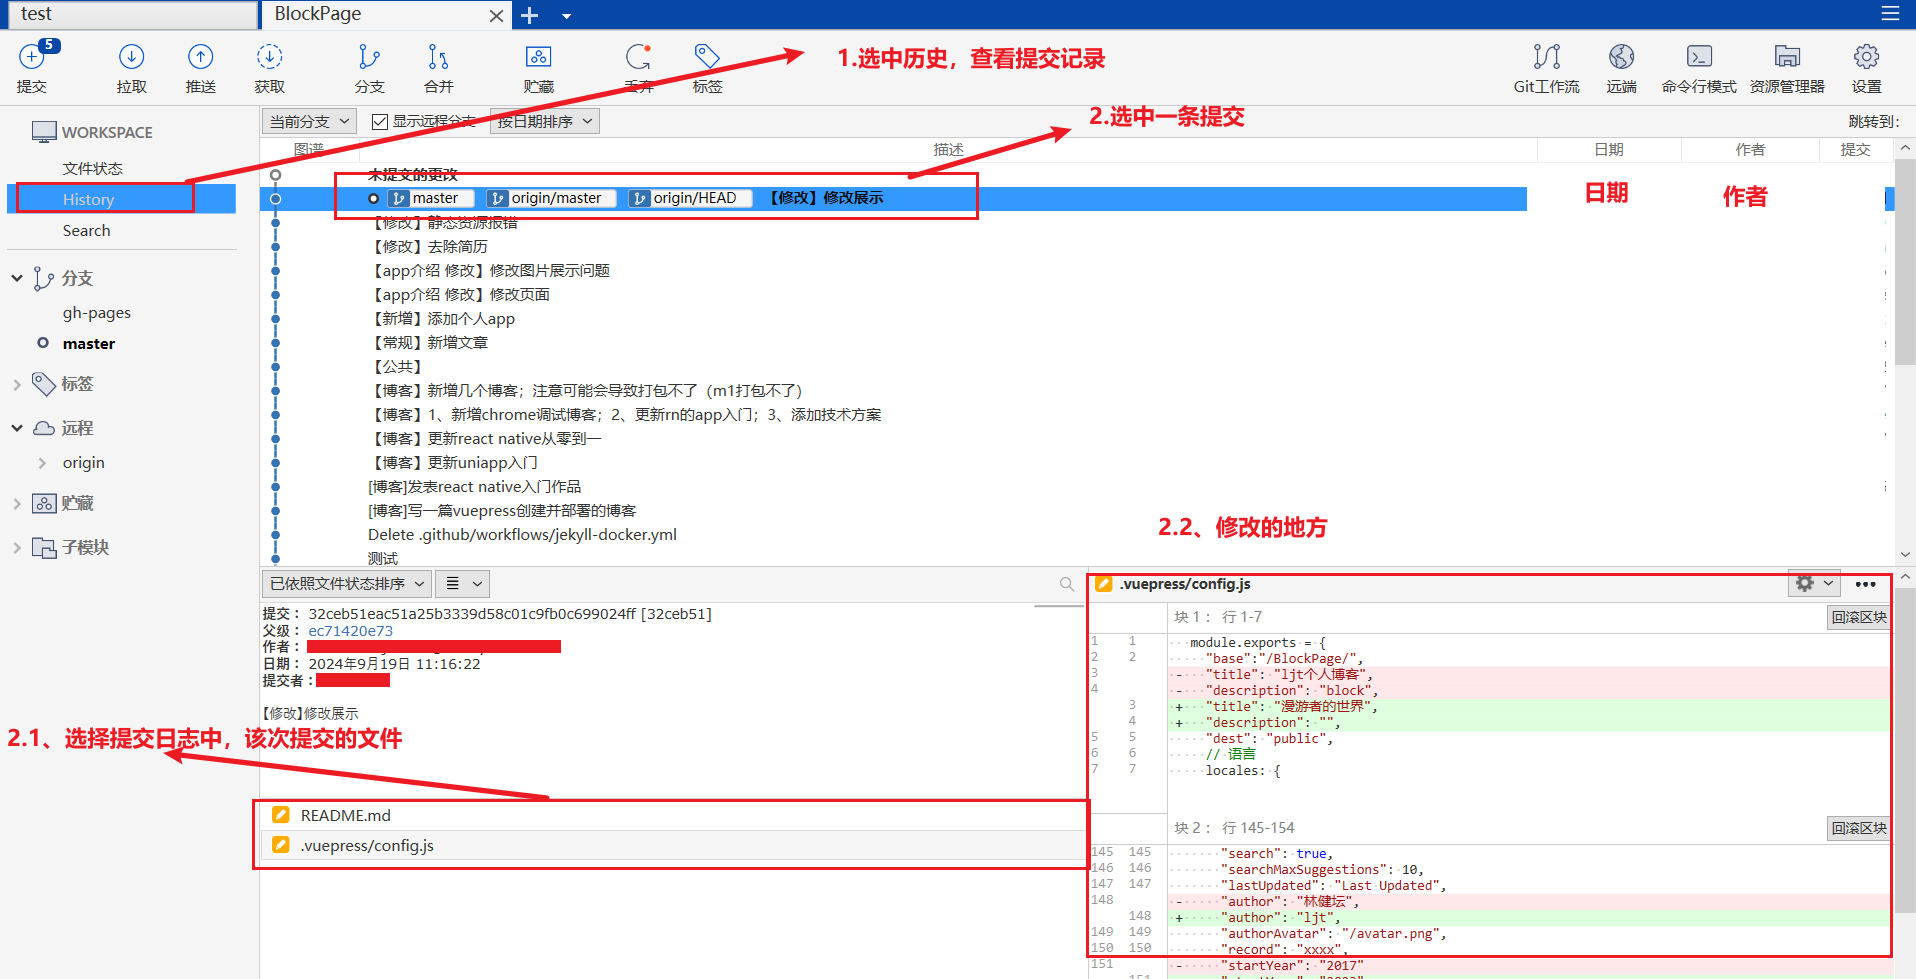 test
BlockPage
5
提交
拉取
推送
获取
分支
合并
贮藏
丢弃
标签
1.选中历史，查看提交记录
Git工作流
远端
命令行模式
资源管理器
设置
当前分支
显示远程分支
按日期排序
2.选中一条提交
跳转到：
WORKSPACE
文件状态
History
Search
分支
gh-pages
master
标签
远程
origin
贮藏
子模块
图谱
描述
日期
作者
提交
未提交的更改
master
origin/master
origin/HEAD
【修改】修改展示
日期
作者
【修改】静态资源报错
【修改】去除简历
【app介绍 修改】修改图片展示问题
【app介绍 修改】修改页面
【新增】添加个人app
【常规】新增文章
【公共】
【博客】新增几个博客；注意可能会导致打包不了（m1打包不了）
【博客】1、新增chrome调试博客；2、更新rn的app入门；3、添加技术方案
【博客】更新react native从零到一
【博客】更新uniapp入门
[博客]发表react native入门作品
[博客]写一篇vuepress创建并部署的博客
Delete .github/workflows/jekyll-docker.yml
测试
2.2、修改的地方
已依照文件状态排序
提交： 32ceb51eac51a25b3339d58c01c9fb0c699024ff [32ceb51]
父级： ec71420e73
作者：
日期： 2024年9月19日 11:16:22
提交者：
【修改】修改展示
2.1、选择提交日志中，该次提交的文件
README.md
.vuepress/config.js
.vuepress/config.js
块 1： 行 1-7
回滚区块
1 1 module.exports = {
2 2 "base":"/BlockPage/",
3 - "title": "ljt个人博客",
4 - "description": "block",
3 + "title": "漫游者的世界",
4 + "description": "",
5 5 "dest": "public",
6 6 // 语言
7 7 locales: {
块 2： 行 145-154
回滚区块
145 145 "search": true,
146 146 "searchMaxSuggestions": 10,
147 147 "lastUpdated": "Last Updated",
148 - "author": "林健坛",
148 + "author": "ljt",
149 149 "authorAvatar": "/avatar.png",
150 150 "record": "xxxx",
151 - "startYear": "2017"